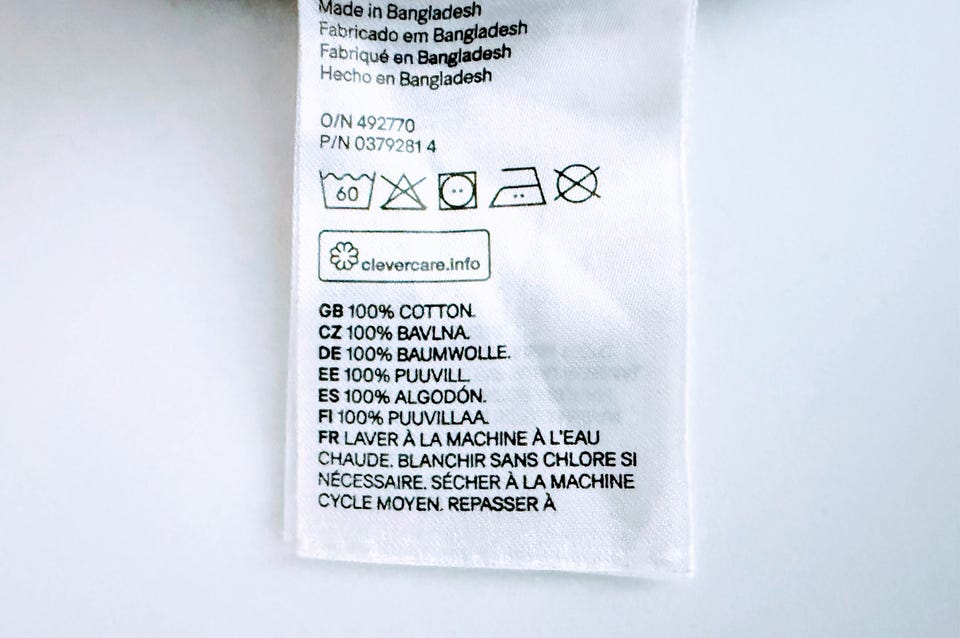 Made in Bangladesh
Fabricado em Bangladesh
Fabriqué en Bangladesh
Hecho en Bangladesh
O/N 492770
P/N 0379281 4
60
clevercare.info
GB 100% COTTON.
CZ 100% BAVLNA.
DE 100% BAUMWOLLE.
EE 100% PUUVILL.
ES 100% ALGODÓN.
FI 100% PUUVILLAA.
FR LAVER À LA MACHINE À L'EAU
CHAUDE. BLANCHIR SANS CHLORE SI
NÉCESSAIRE. SÉCHER À LA MACHINE
CYCLE MOYEN. REPASSER À